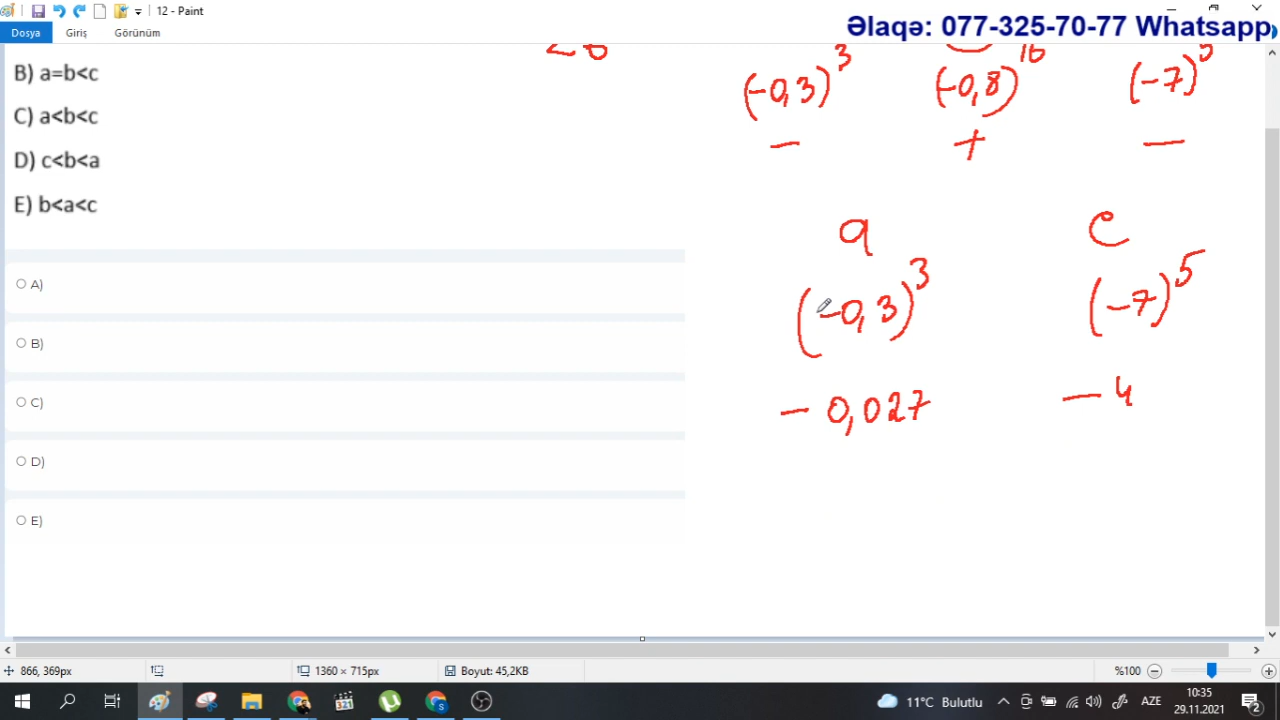 12 - Paint
Əlaqə: 077-325-70-77 Whatsapp
Dosya Giriş Görünüm
B) a=b<c
C) a<b<c
D) c<b<a
E) b<a<c
A)
B)
C)
D)
E)
26
(-0,3)³ (-0,8)¹⁶ (-7)⁵
- + -
a c
(-0,3)³ (-7)⁵
- 0,027 - 4
866, 369px 1360 × 715px Boyut: 45,2KB %100
11°C Bulutlu AZE 10:35
29.11.2021 2